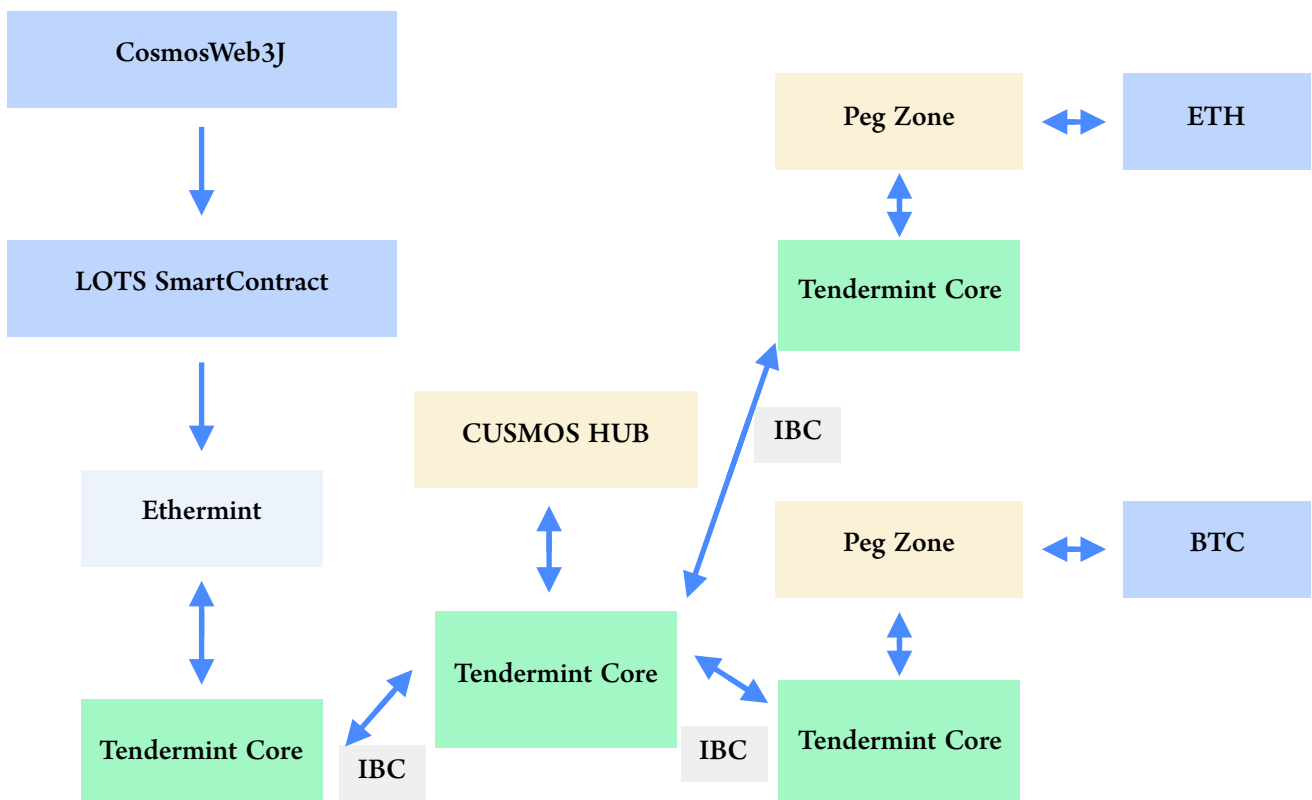 CosmosWeb3J
Peg Zone
ETH
LOTS SmartContract
Tendermint Core
CUSMOS HUB
IBC
Ethermint
Peg Zone
BTC
Tendermint Core
Tendermint Core
IBC
Tendermint Core
IBC